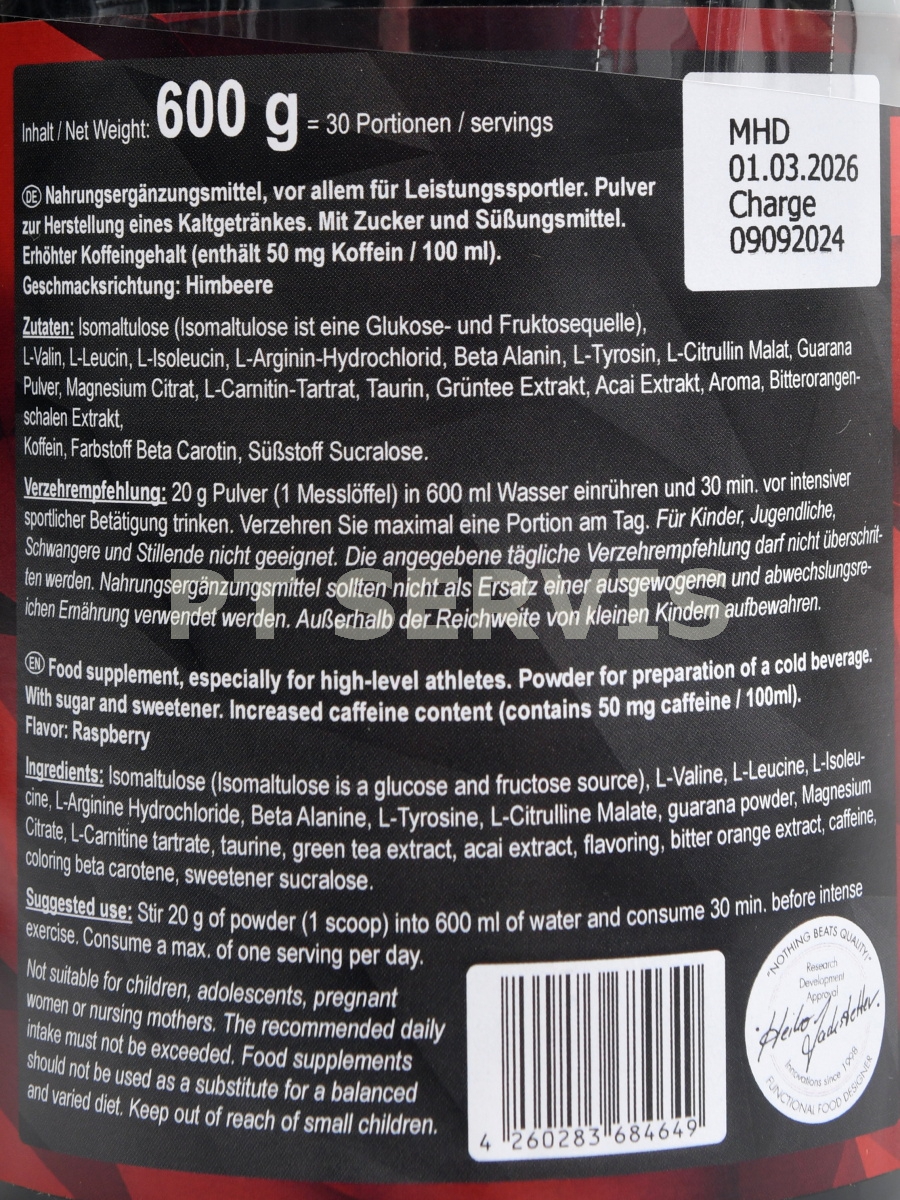 Inhalt / Net Weight: 600 g = 30 Portionen / servings
MHD
01.03.2026
Charge
09092024
DE Nahrungsergänzungsmittel, vor allem für Leistungssportler. Pulver
zur Herstellung eines Kaltgetränkes. Mit Zucker und Süßungsmittel.
Erhöhter Koffeingehalt (enthält 50 mg Koffein / 100 ml).
Geschmacksrichtung: Himbeere
Zutaten: Isomaltulose (Isomaltulose ist eine Glukose- und Fruktosequelle),
L-Valin, L-Leucin, L-Isoleucin, L-Arginin-Hydrochlorid, Beta Alanin, L-Tyrosin, L-Citrullin Malat, Guarana
Pulver, Magnesium Citrat, L-Carnitin-Tartrat, Taurin, Grüntee Extrakt, Acai Extrakt, Aroma, Bitterorangen-
schalen Extrakt,
Koffein, Farbstoff Beta Carotin, Süßstoff Sucralose.
Verzehrempfehlung: 20 g Pulver (1 Messlöffel) in 600 ml Wasser einrühren und 30 min. vor intensiver
sportlicher Betätigung trinken. Verzehren Sie maximal eine Portion am Tag. Für Kinder, Jugendliche,
Schwangere und Stillende nicht geeignet. Die angegebene tägliche Verzehrempfehlung darf nicht überschrit-
ten werden. Nahrungsergänzungsmittel sollten nicht als Ersatz einer ausgewogenen und abwechslungsre-
ichen Ernährung verwendet werden. Außerhalb der Reichweite von kleinen Kindern aufbewahren.
PT SERVIS
EN Food supplement, especially for high-level athletes. Powder for preparation of a cold beverage.
With sugar and sweetener. Increased caffeine content (contains 50 mg caffeine / 100ml).
Flavor: Raspberry
Ingredients: Isomaltulose (Isomaltulose is a glucose and fructose source), L-Valine, L-Leucine, L-Isoleu-
cine, L-Arginine Hydrochloride, Beta Alanine, L-Tyrosine, L-Citrulline Malate, guarana powder, Magnesium
Citrate, L-Carnitine tartrate, taurine, green tea extract, acai extract, flavoring, bitter orange extract, caffeine,
coloring beta carotene, sweetener sucralose.
Suggested use: Stir 20 g of powder (1 scoop) into 600 ml of water and consume 30 min. before intense
exercise. Consume a max. of one serving per day.
Not suitable for children, adolescents, pregnant
women or nursing mothers. The recommended daily
intake must not be exceeded. Food supplements
should not be used as a substitute for a balanced
and varied diet. Keep out of reach of small children.
4 260283 684649
"NOTHING BEATS QUALITY!"
Research
Development
Approval
Innovations since 1998
FUNCTIONAL FOOD DESIGNER